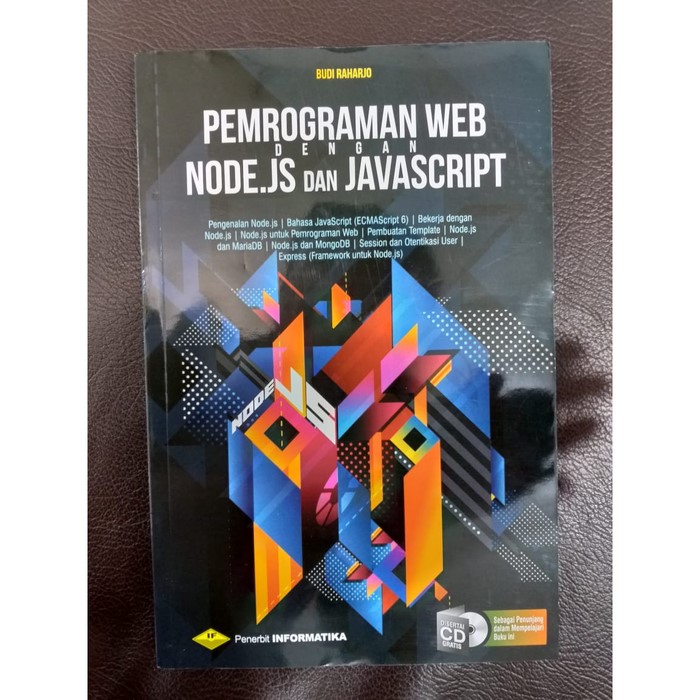 BUDI RAHARJO
PEMROGRAMAN WEB
DENGAN
NODE.JS DAN JAVASCRIPT
Pengenalan Node.js | Bahasa JavaScript (ECMAScript 6) | Bekerja dengan
Node.js | Node.js untuk Pemrograman Web | Pembuatan Template | Node.js
dan MariaDB | Node.js dan MongoDB | Session dan Otentikasi User |
Express (Framework untuk Node.js)
NODE JS
IF
Penerbit INFORMATIKA
DISERTAI
CD
GRATIS
Sebagai Penunjang
dalam Mempelajari
Buku Ini